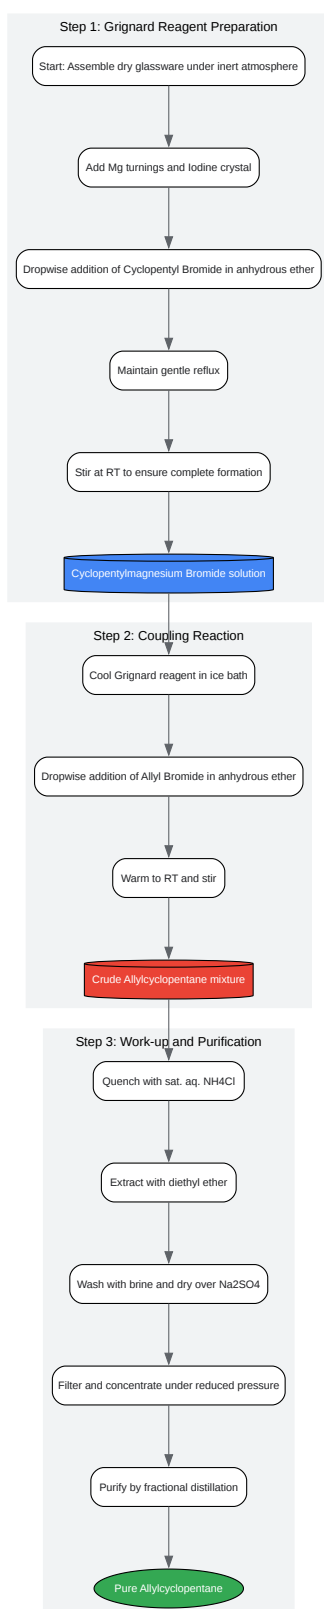 Step 1: Grignard Reagent Preparation
Start: Assemble dry glassware under inert atmosphere
Add Mg turnings and Iodine crystal
Dropwise addition of Cyclopentyl Bromide in anhydrous ether
Maintain gentle reflux
Stir at RT to ensure complete formation
Cyclopentylmagnesium Bromide solution
Step 2: Coupling Reaction
Cool Grignard reagent in ice bath
Dropwise addition of Allyl Bromide in anhydrous ether
Warm to RT and stir
Crude Allylcyclopentane mixture
Step 3: Work-up and Purification
Quench with sat. aq. NH4Cl
Extract with diethyl ether
Wash with brine and dry over Na2SO4
Filter and concentrate under reduced pressure
Purify by fractional distillation
Pure Allylcyclopentane